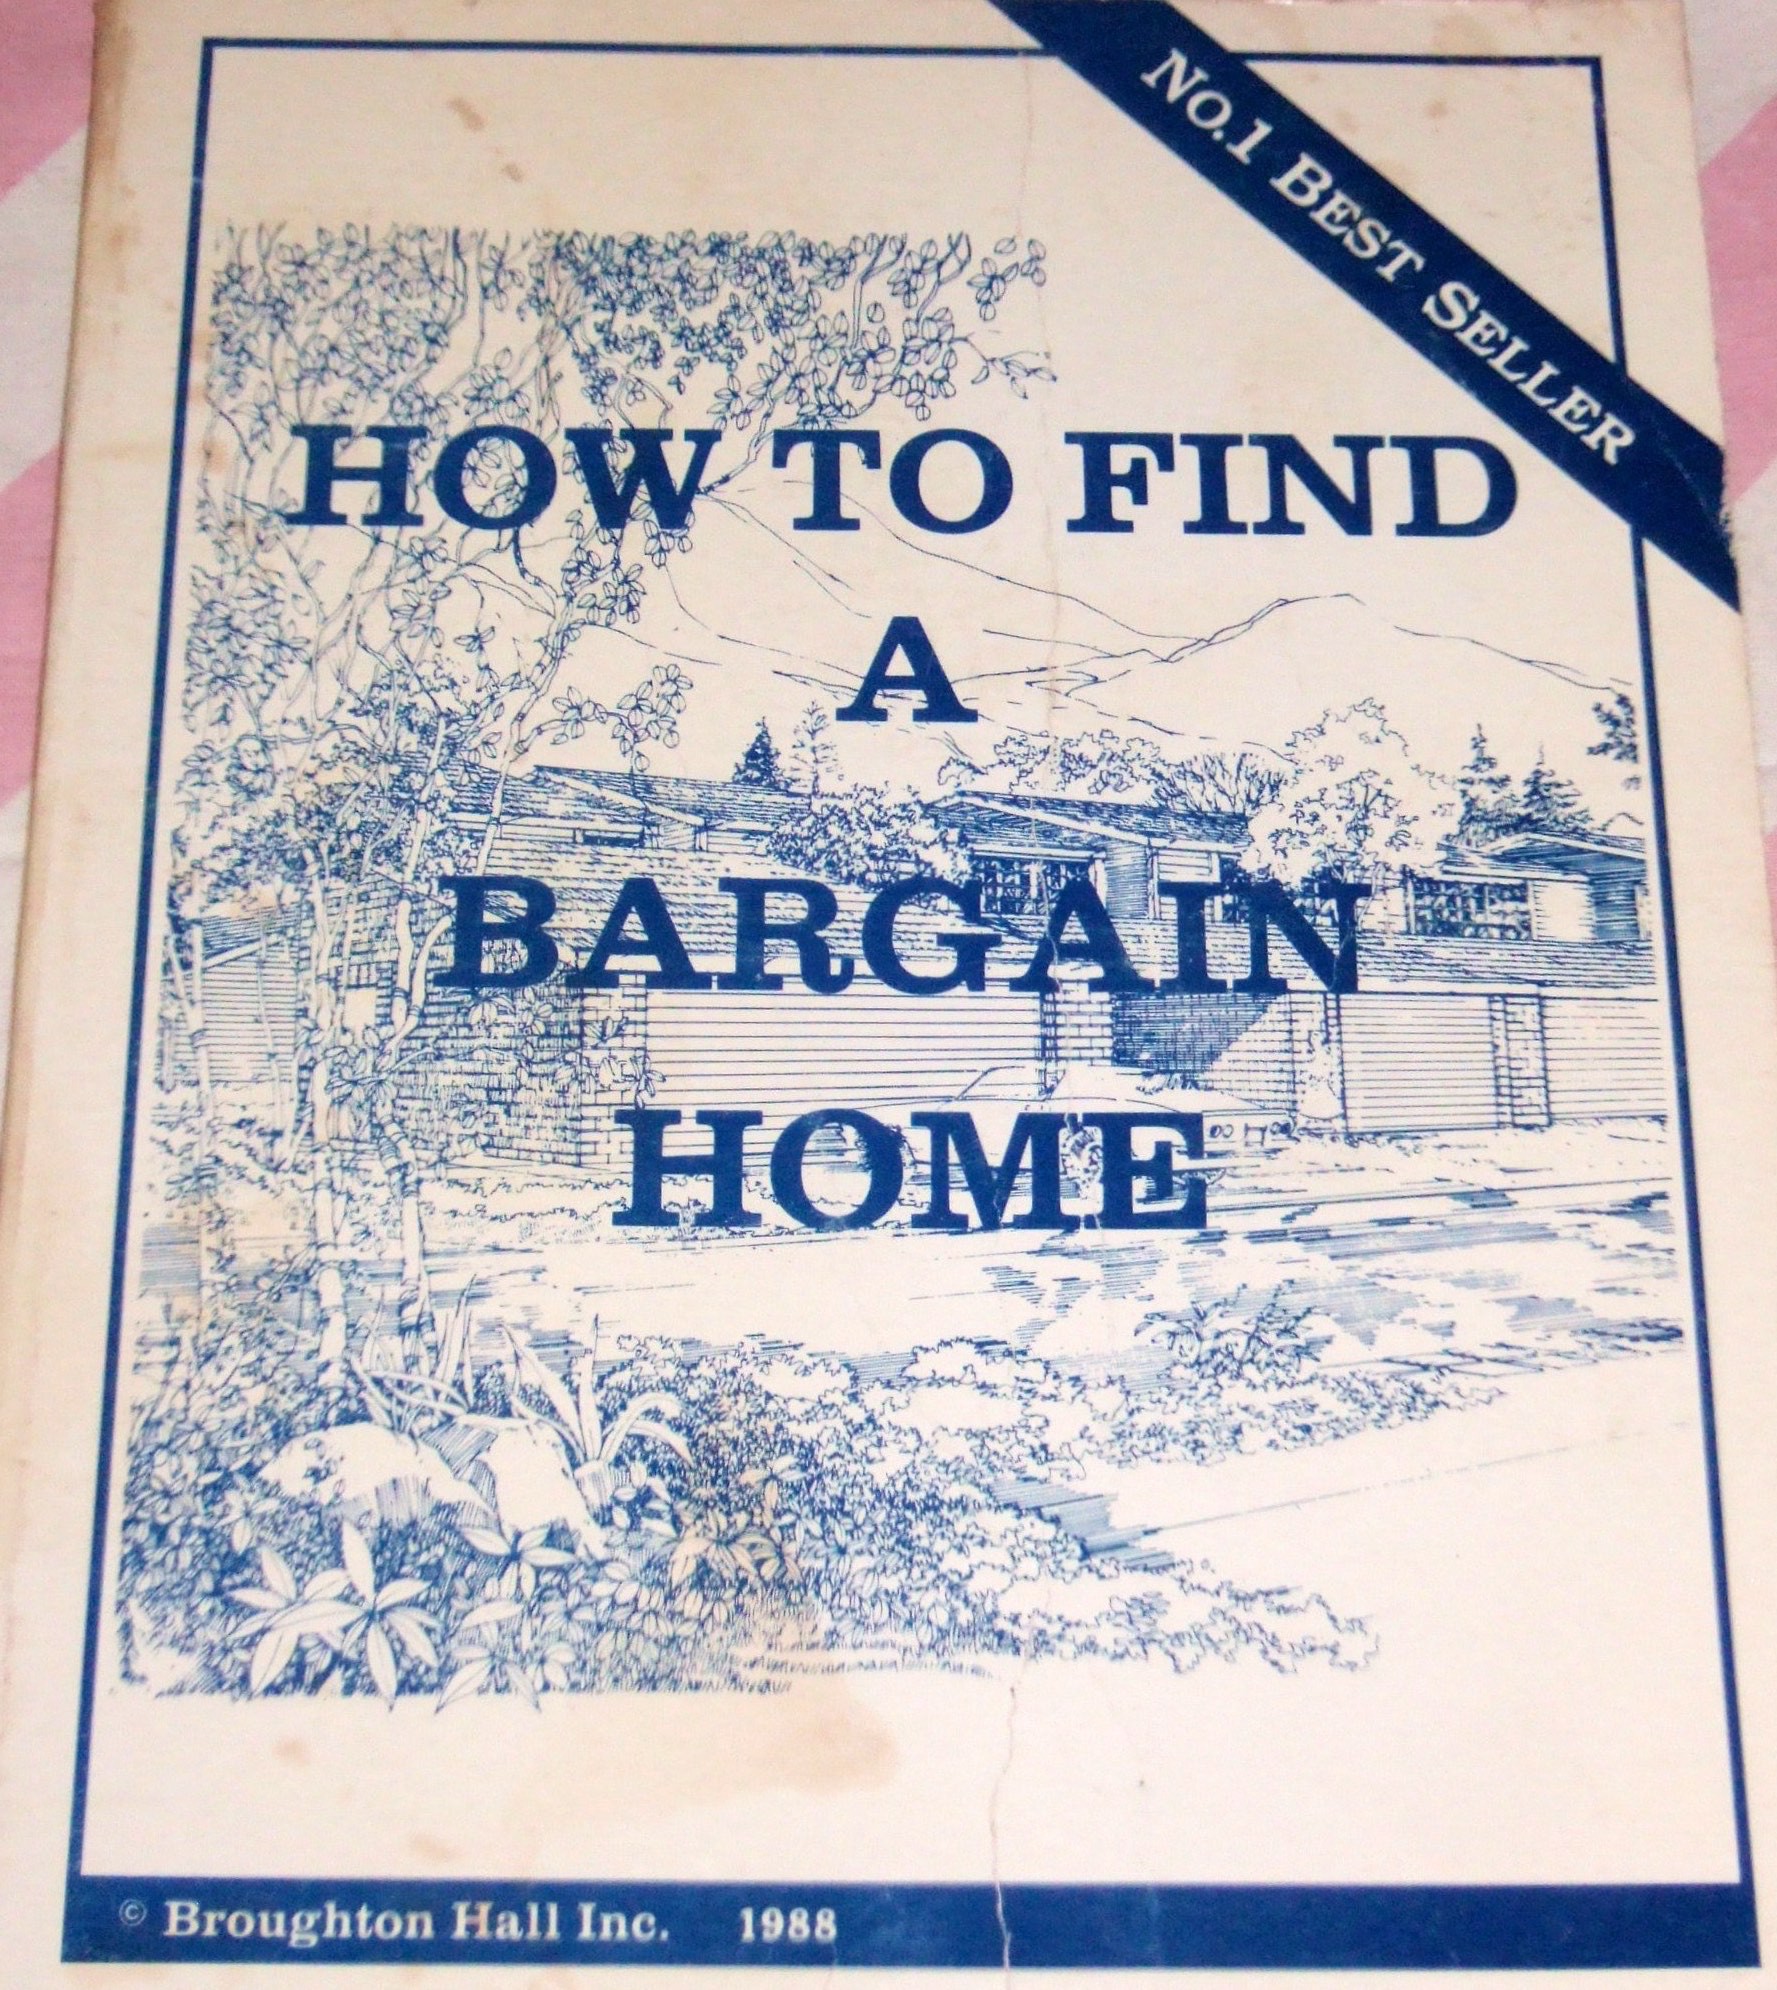 NO.1 BEST SELLER
HOW TO FIND
A
BARGAIN
HOME
© Broughton Hall Inc. 1988